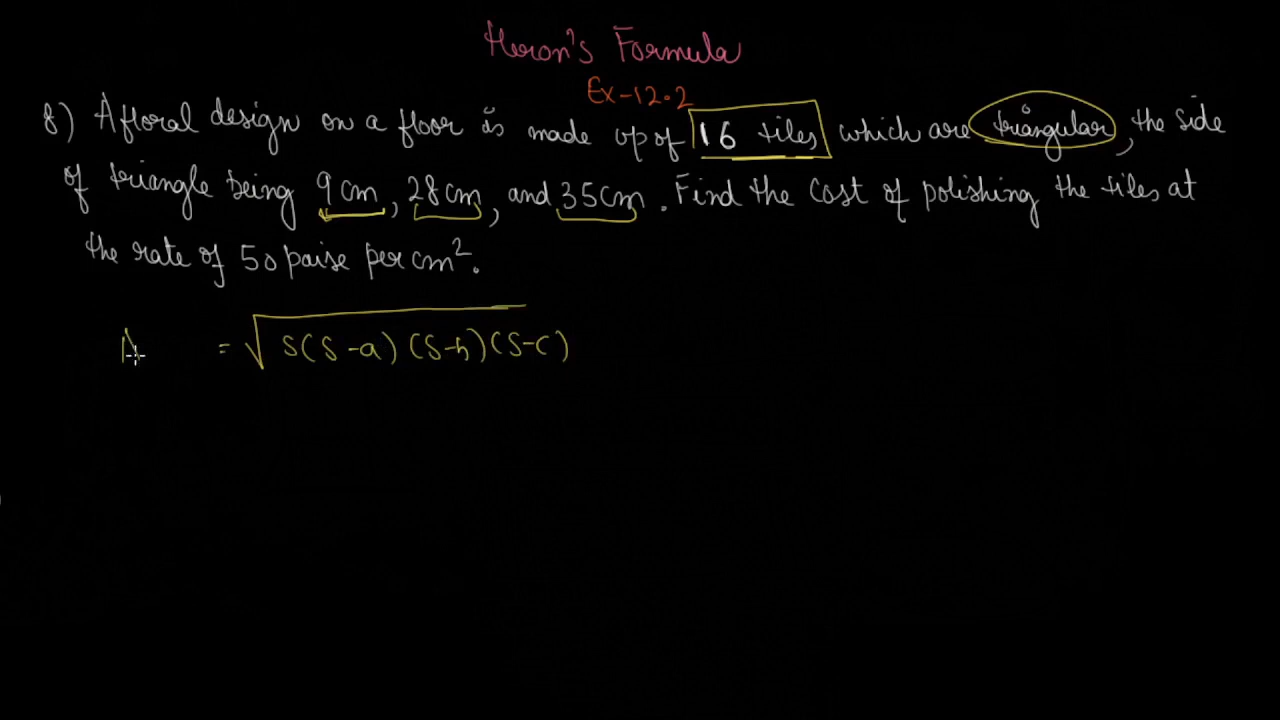 Heron's Formula
Ex-12.2
8) A floral design on a floor is made up of 16 tiles which are triangular, the side
of triangle being 9 cm, 28 cm, and 35 cm. Find the cost of polishing the tiles at
the rate of 50 paise per cm².
A = √S(S-a)(S-b)(S-c)